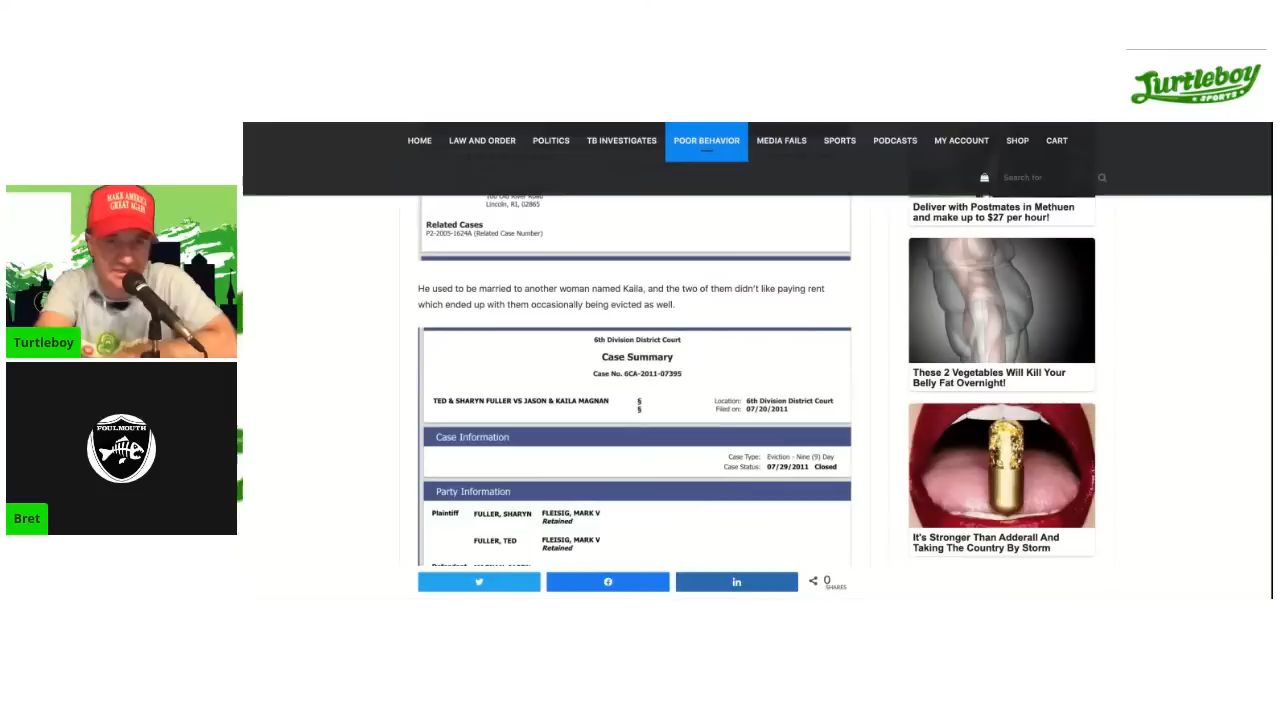 Turtleboy
SPORTS
HOME LAW AND ORDER POLITICS TB INVESTIGATES POOR BEHAVIOR MEDIA FAILS SPORTS PODCASTS MY ACCOUNT SHOP CART
Search for
MAKE AMERICA
GREAT AGAIN
Turtleboy
FOULMOUTH
Bret
Lincoln, RI, 02865
Related Cases
P2-2005-1624A (Related Case Number)
He used to be married to another woman named Kaila, and the two of them didn't like paying rent
which ended up with them occasionally being evicted as well.
6th Division District Court
Case Summary
Case No. 6CA-2011-07395
TED & SHARYN FULLER VS JASON & KAILA MAGNAN
§
§
Location: 6th Division District Court
Filed on: 07/20/2011
Case Information
Case Type: Eviction - Nine (9) Day
Case Status: 07/29/2011 Closed
Party Information
Plaintiff FULLER, SHARYN FLEISIG, MARK V
Retained
FULLER, TED FLEISIG, MARK V
Retained
0
SHARES
Deliver with Postmates in Methuen
and make up to $27 per hour!
These 2 Vegetables Will Kill Your
Belly Fat Overnight!
It's Stronger Than Adderall And
Taking The Country By Storm